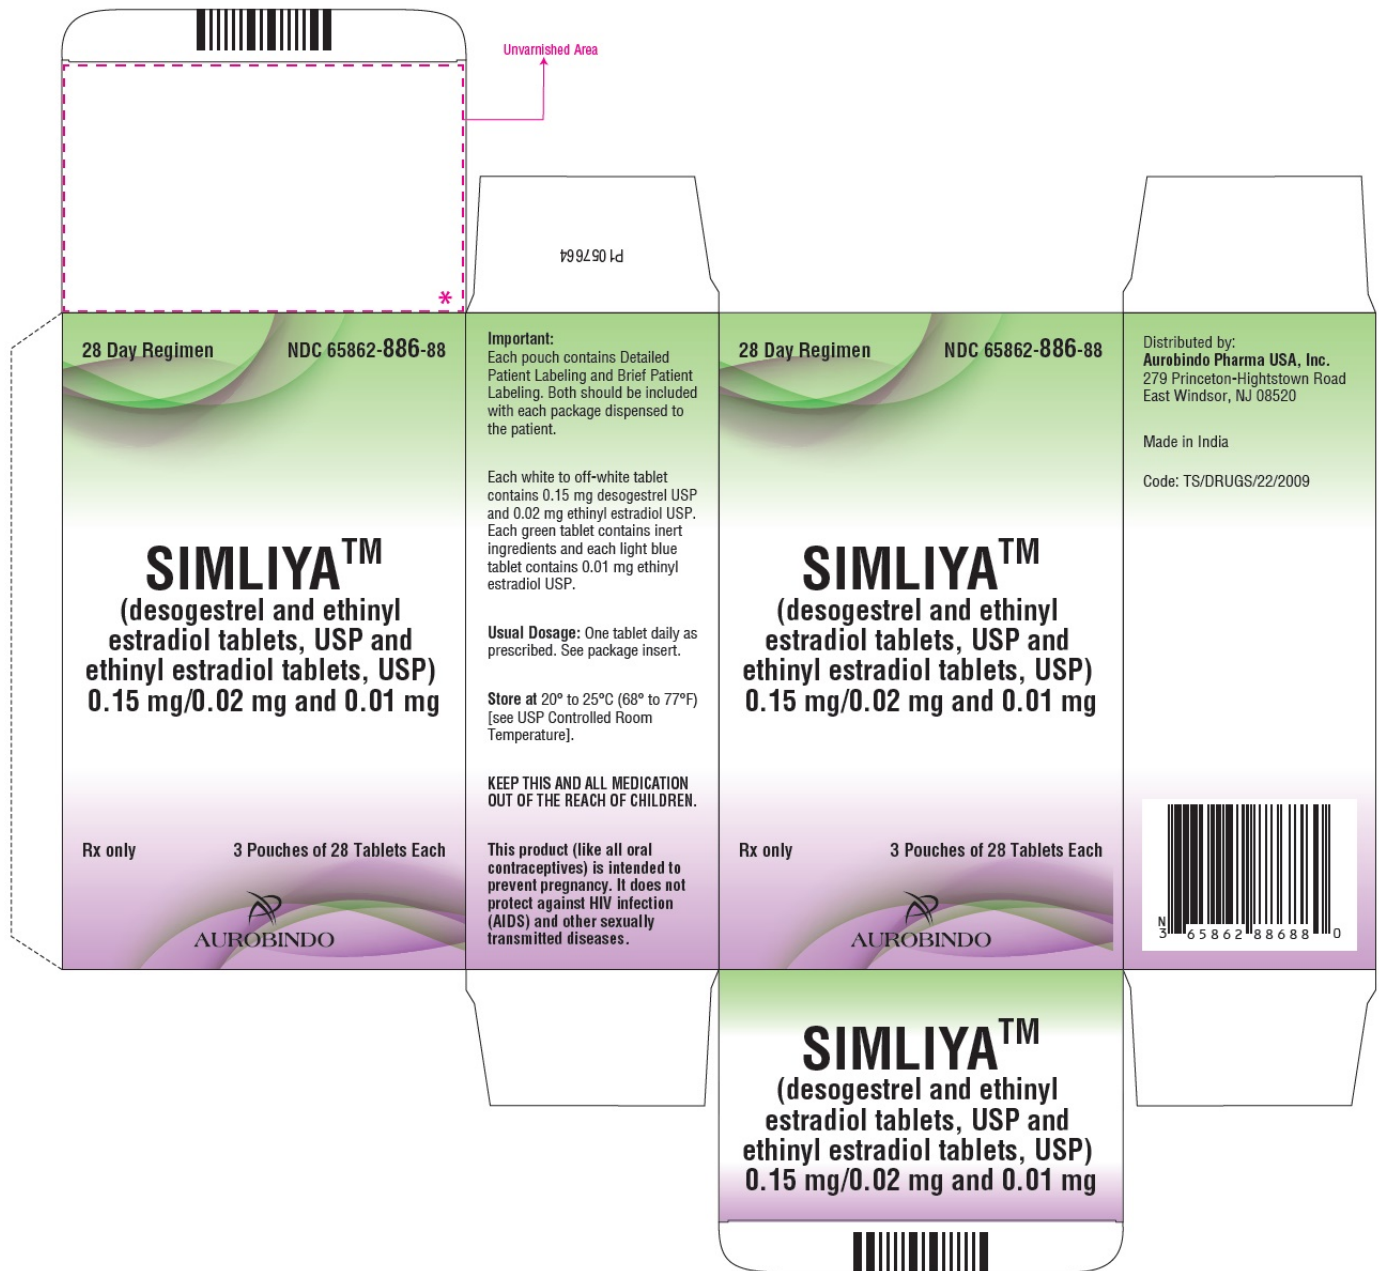 Unvarnished Area
*
P1057664
28 Day Regimen NDC 65862-886-88
SIMLIYA™
(desogestrel and ethinyl
estradiol tablets, USP and
ethinyl estradiol tablets, USP)
0.15 mg/0.02 mg and 0.01 mg
Rx only 3 Pouches of 28 Tablets Each
AUROBINDO
Important:
Each pouch contains Detailed
Patient Labeling and Brief Patient
Labeling. Both should be included
with each package dispensed to
the patient.
Each white to off-white tablet
contains 0.15 mg desogestrel USP
and 0.02 mg ethinyl estradiol USP.
Each green tablet contains inert
ingredients and each light blue
tablet contains 0.01 mg ethinyl
estradiol USP.
Usual Dosage: One tablet daily as
prescribed. See package insert.
Store at 20° to 25°C (68° to 77°F)
[see USP Controlled Room
Temperature].
KEEP THIS AND ALL MEDICATION
OUT OF THE REACH OF CHILDREN.
This product (like all oral
contraceptives) is intended to
prevent pregnancy. It does not
protect against HIV infection
(AIDS) and other sexually
transmitted diseases.
28 Day Regimen NDC 65862-886-88
SIMLIYA™
(desogestrel and ethinyl
estradiol tablets, USP and
ethinyl estradiol tablets, USP)
0.15 mg/0.02 mg and 0.01 mg
Rx only 3 Pouches of 28 Tablets Each
AUROBINDO
Distributed by:
Aurobindo Pharma USA, Inc.
279 Princeton-Hightstown Road
East Windsor, NJ 08520
Made in India
Code: TS/DRUGS/22/2009
N
3 65862 88688 0
SIMLIYA™
(desogestrel and ethinyl
estradiol tablets, USP and
ethinyl estradiol tablets, USP)
0.15 mg/0.02 mg and 0.01 mg